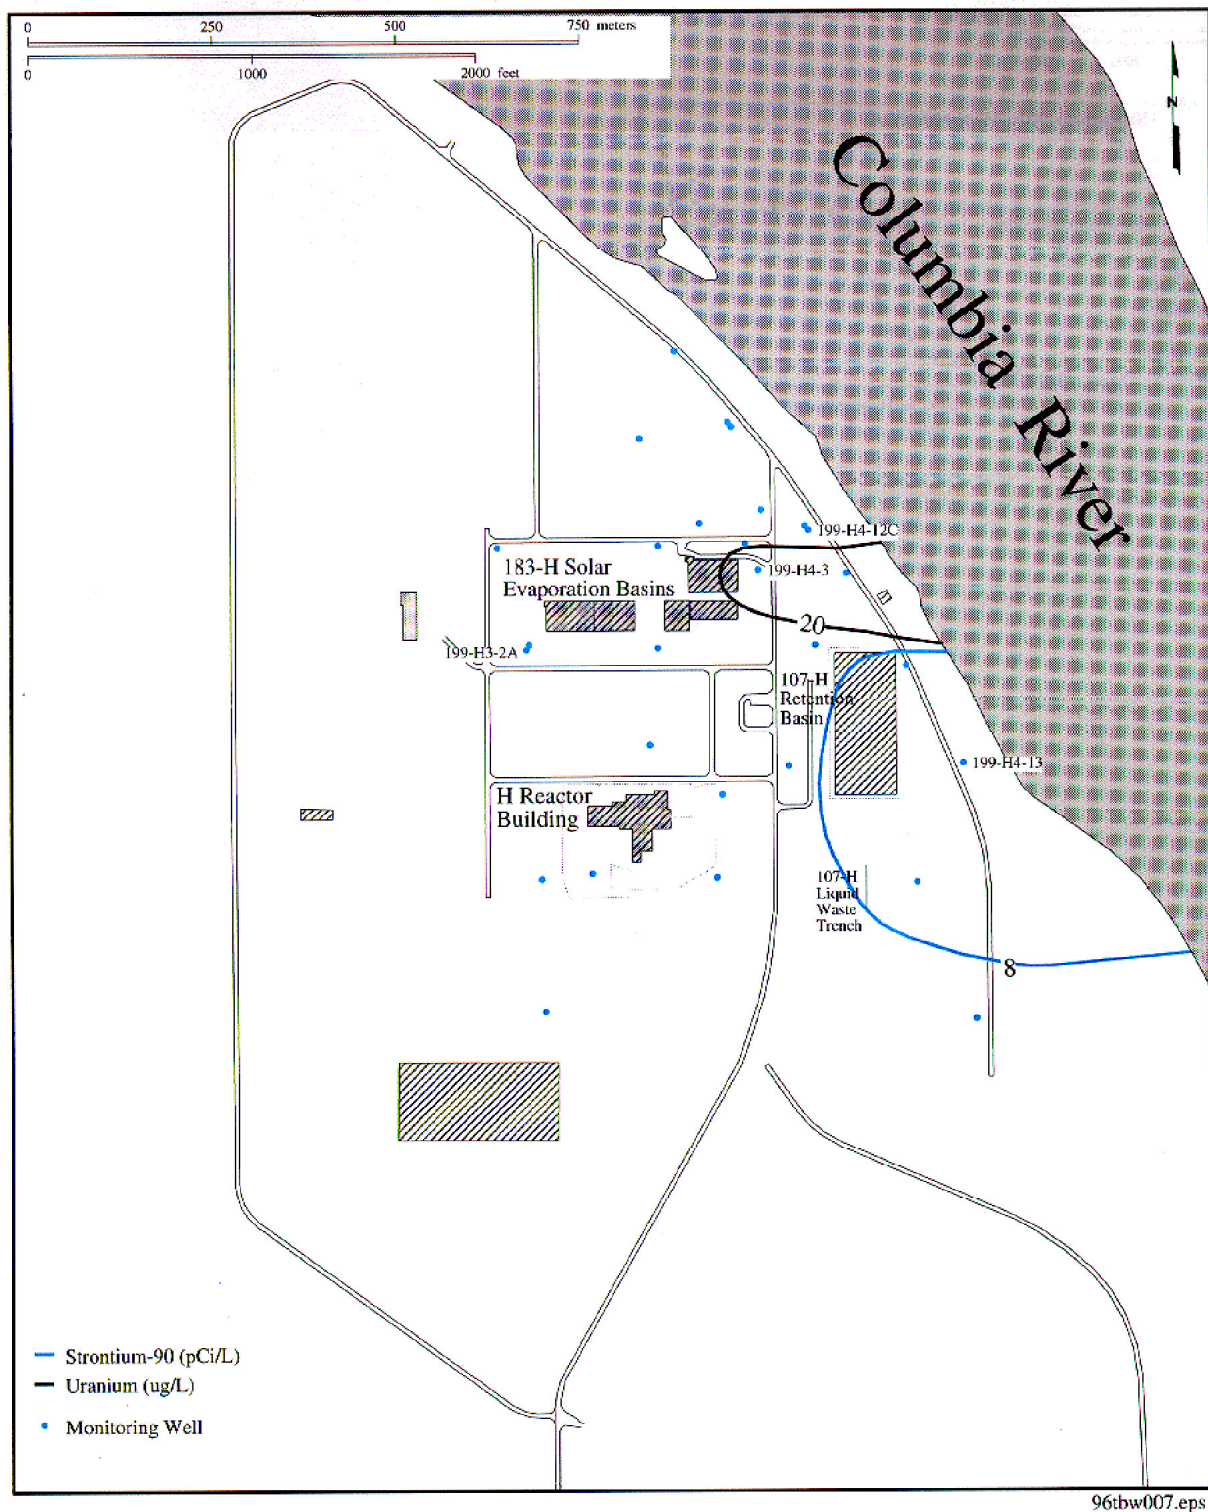 0 250 500 750 meters
0 1000 2000 feet
N
Columbia River
199-H4-12C
183-H Solar
Evaporation Basins
199-H4-3
20
199-H3-2A
107-H
Retention
Basin
199-H4-13
H Reactor
Building
107-H
Liquid
Waste
Trench
8
Strontium-90 (pCi/L)
Uranium (ug/L)
Monitoring Well
96tbw007.eps